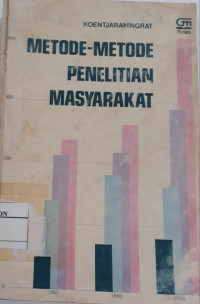 KOENTJARANINGRAT
METODE-METODE
PENELITIAN
MASYARAKAT